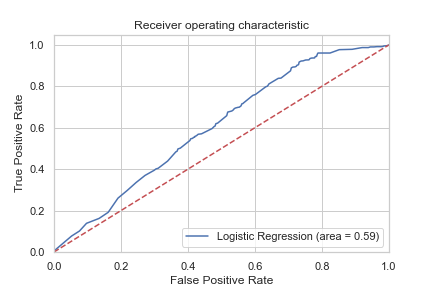 Receiver operating characteristic
1.0
0.8
0.6
0.4
0.2
0.0
True Positive Rate
Logistic Regression (area = 0.59)
0.0 0.2 0.4 0.6 0.8 1.0
False Positive Rate